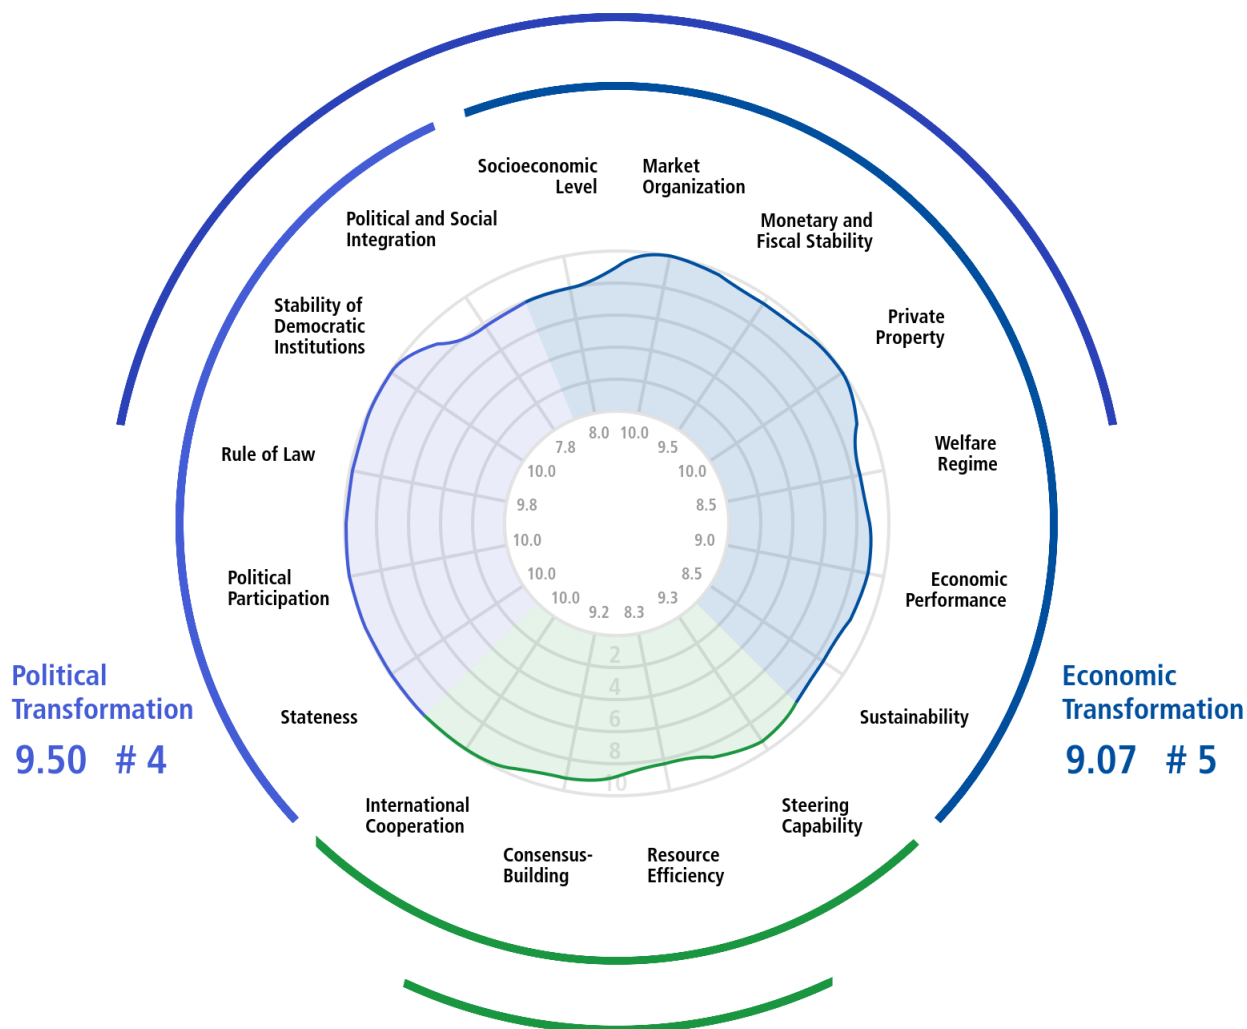 Socioeconomic
Level
Market
Organization
Political and Social
Integration
Monetary and
Fiscal Stability
Stability of
Democratic
Institutions
Private
Property
Rule of Law
Welfare
Regime
Political
Participation
Economic
Performance
Stateness
Sustainability
International
Cooperation
Steering
Capability
Consensus-
Building
Resource
Efficiency
8.0
10.0
7.8
9.5
10.0
10.0
9.8
8.5
10.0
9.0
10.0
8.5
10.0
9.3
9.2
8.3
2
4
6
8
10
Political
Transformation
9.50 # 4
Economic
Transformation
9.07 # 5